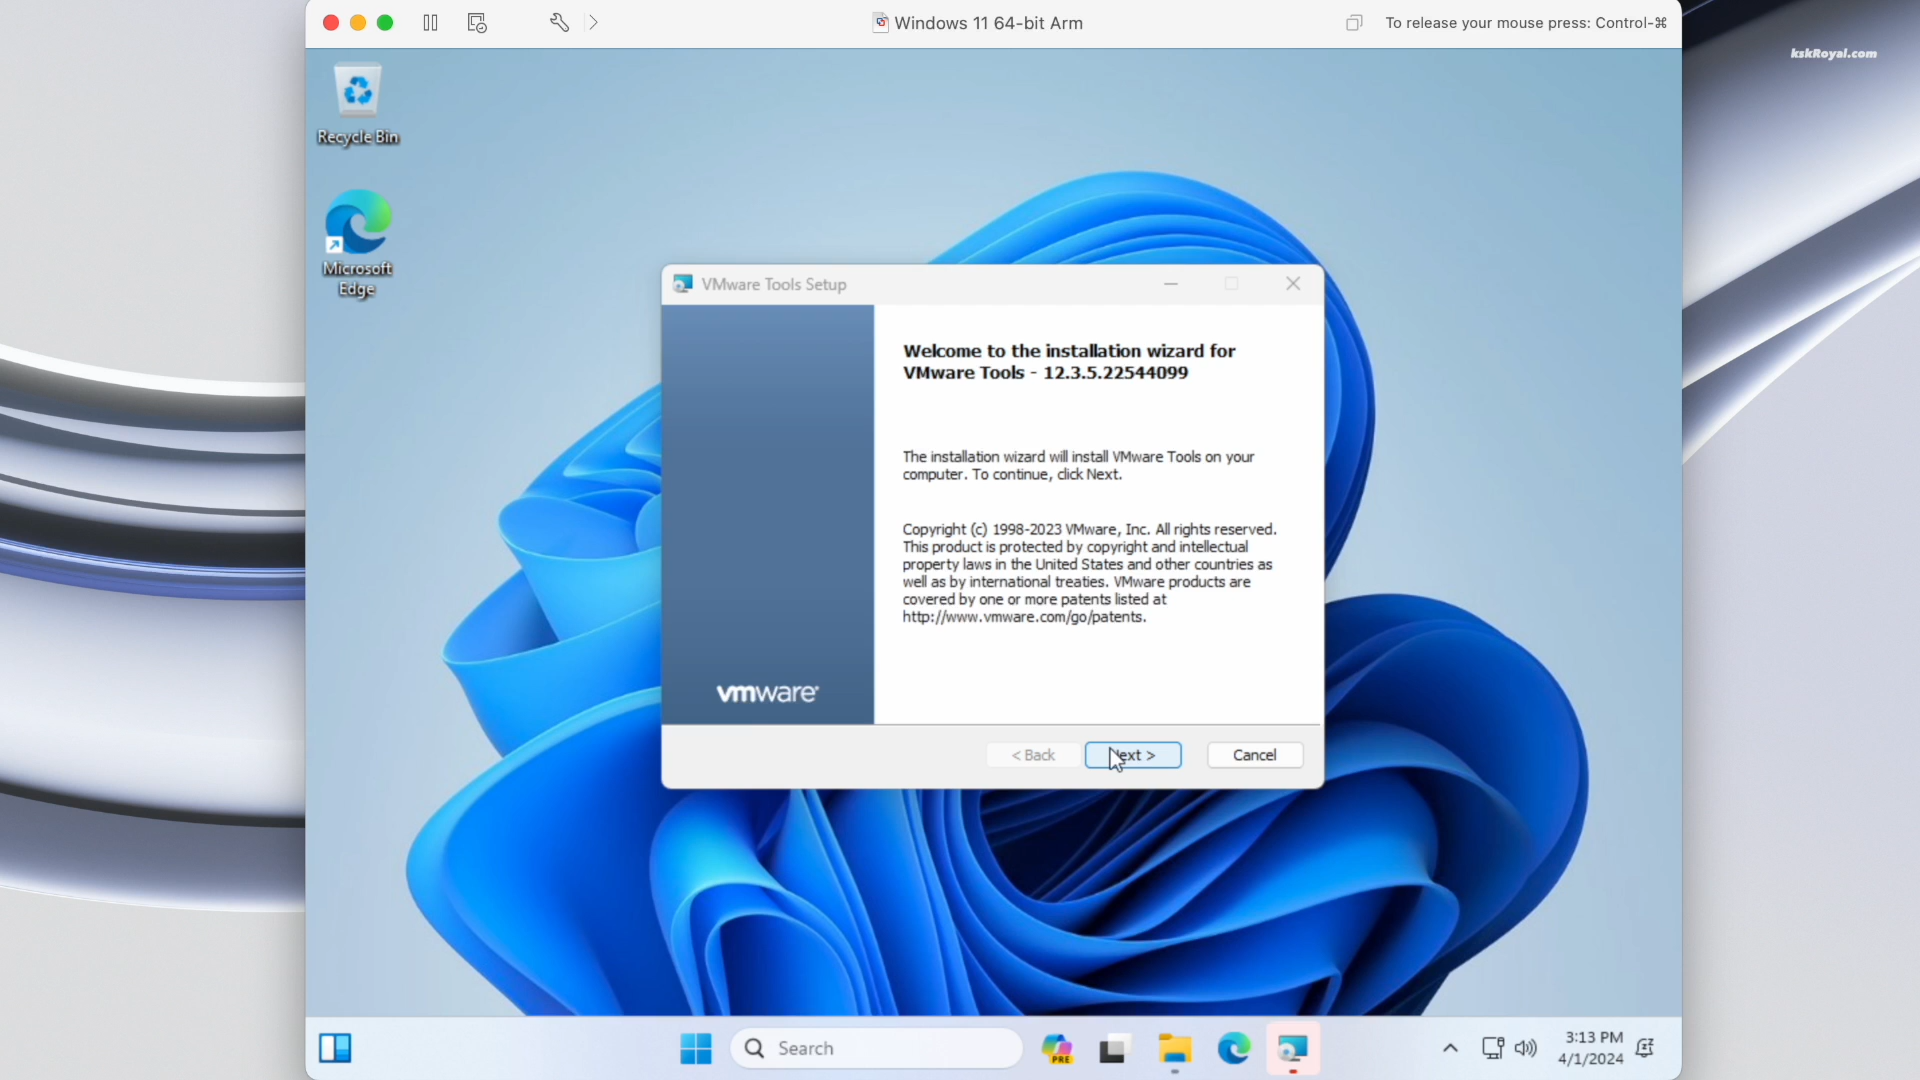 Windows 11 64-bit Arm
To release your mouse press: Control-⌘
kskRoyal.com
Recycle Bin
Microsoft
Edge
VMware Tools Setup
Welcome to the installation wizard for
VMware Tools - 12.3.5.22544099
The installation wizard will install VMware Tools on your
computer. To continue, click Next.
Copyright (c) 1998-2023 VMware, Inc. All rights reserved.
This product is protected by copyright and intellectual
property laws in the United States and other countries as
well as by international treaties. VMware products are
covered by one or more patents listed at
http://www.vmware.com/go/patents.
vmware®
< Back
Next >
Cancel
Search
PRE
3:13 PM
4/1/2024